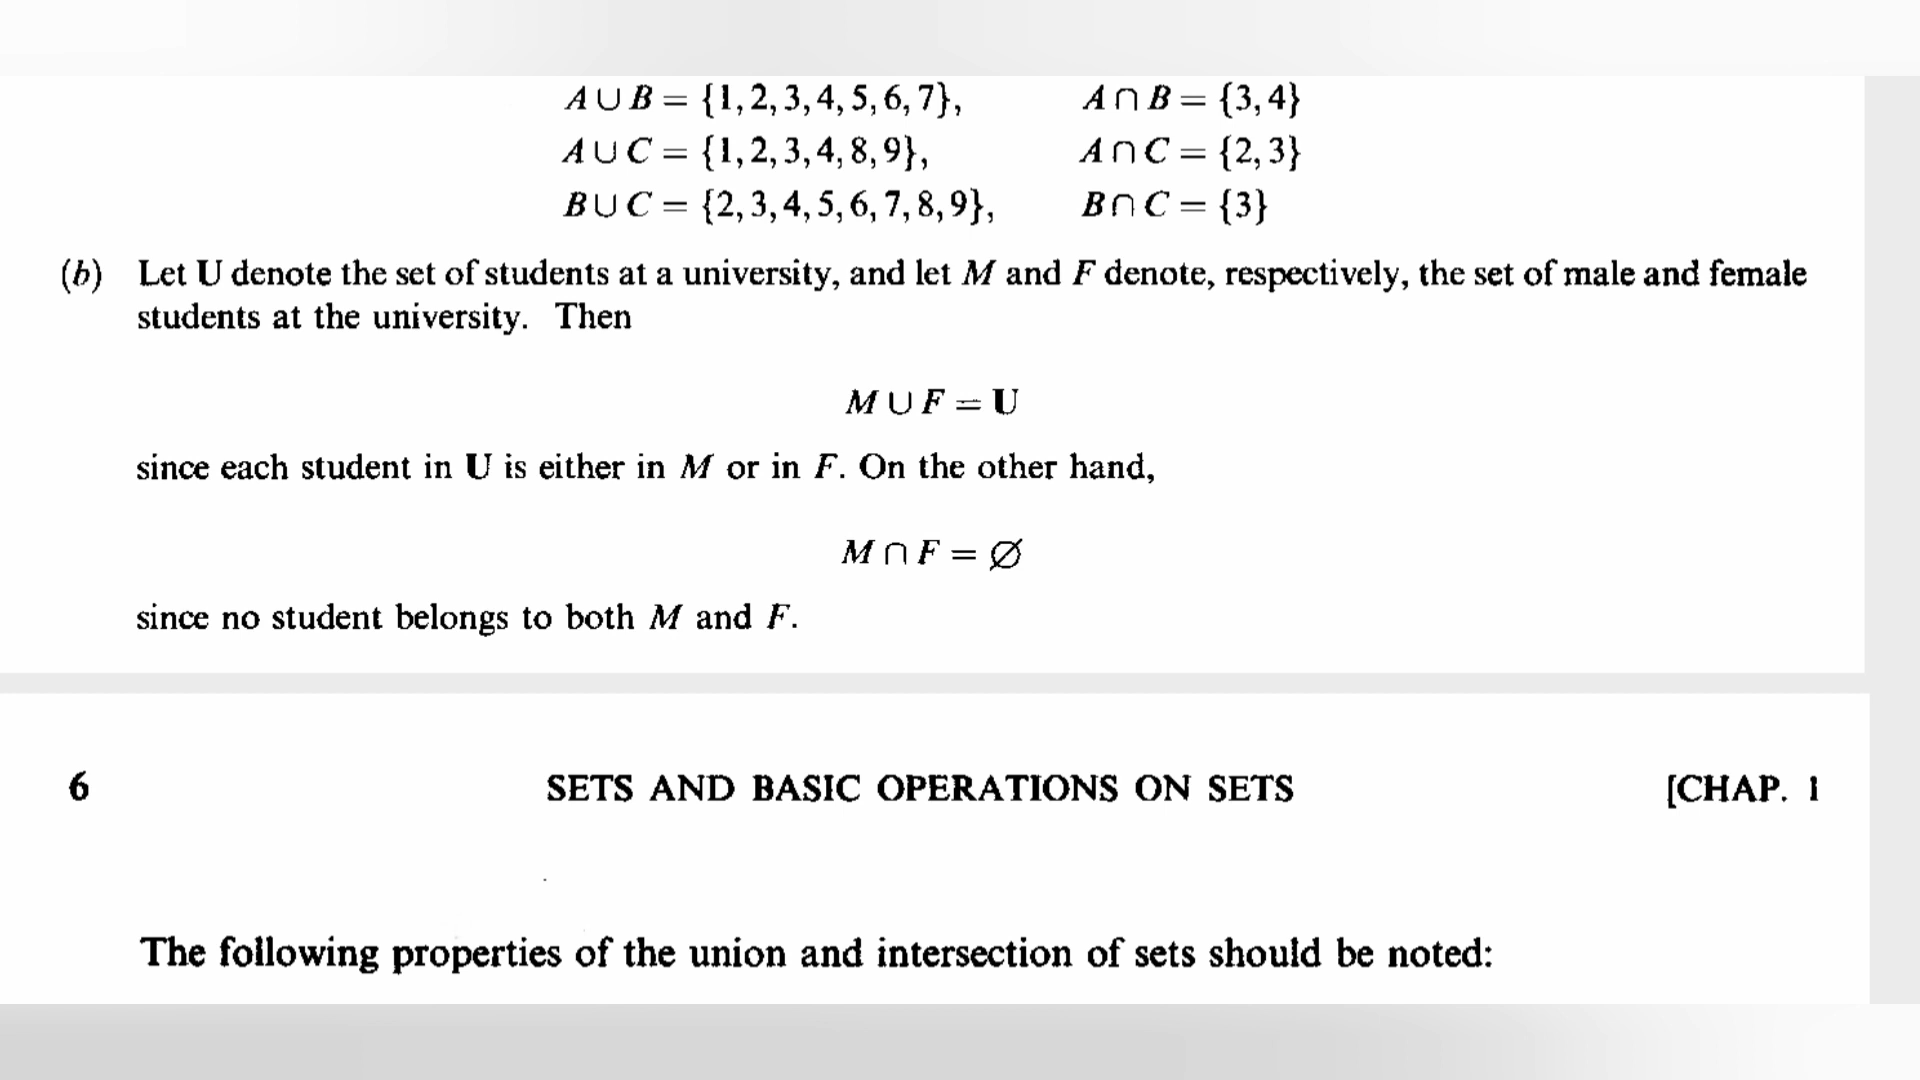 A ∪ B = {1, 2, 3, 4, 5, 6, 7},    A ∩ B = {3, 4}
A ∪ C = {1, 2, 3, 4, 8, 9},    A ∩ C = {2, 3}
B ∪ C = {2, 3, 4, 5, 6, 7, 8, 9},    B ∩ C = {3}
(b) Let U denote the set of students at a university, and let M and F denote, respectively, the set of male and female
students at the university. Then
M ∪ F = U
since each student in U is either in M or in F. On the other hand,
M ∩ F = ∅
since no student belongs to both M and F.
6    SETS AND BASIC OPERATIONS ON SETS    [CHAP. 1
The following properties of the union and intersection of sets should be noted: